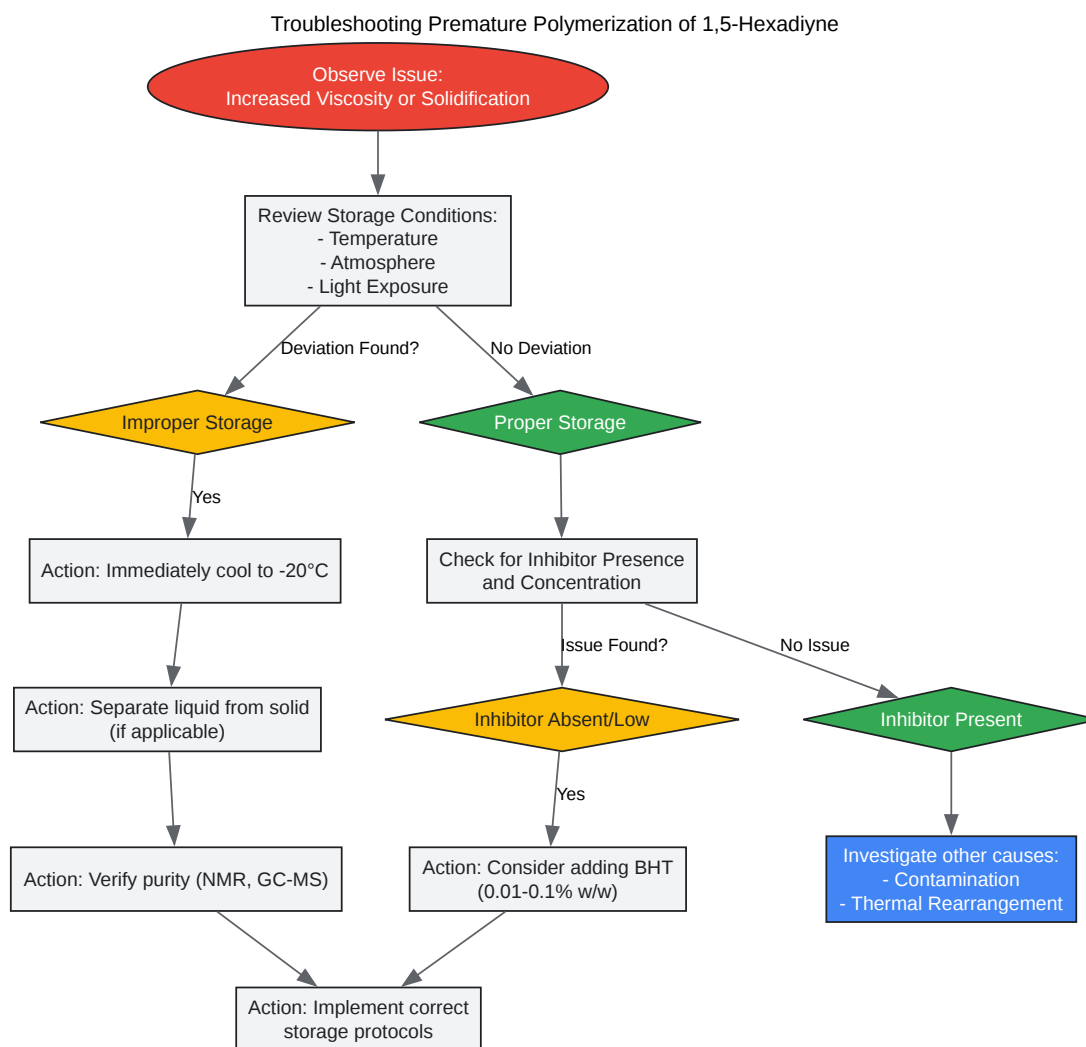 Troubleshooting Premature Polymerization of 1,5-Hexadiyne
Observe Issue:
Increased Viscosity or Solidification
Review Storage Conditions:
- Temperature
- Atmosphere
- Light Exposure
Deviation Found?
No Deviation
Improper Storage
Proper Storage
Yes
Action: Immediately cool to -20°C
Check for Inhibitor Presence
and Concentration
Issue Found?
No Issue
Action: Separate liquid from solid
(if applicable)
Inhibitor Absent/Low
Inhibitor Present
Yes
Action: Verify purity (NMR, GC-MS)
Action: Consider adding BHT
(0.01-0.1% w/w)
Investigate other causes:
- Contamination
- Thermal Rearrangement
Action: Implement correct
storage protocols